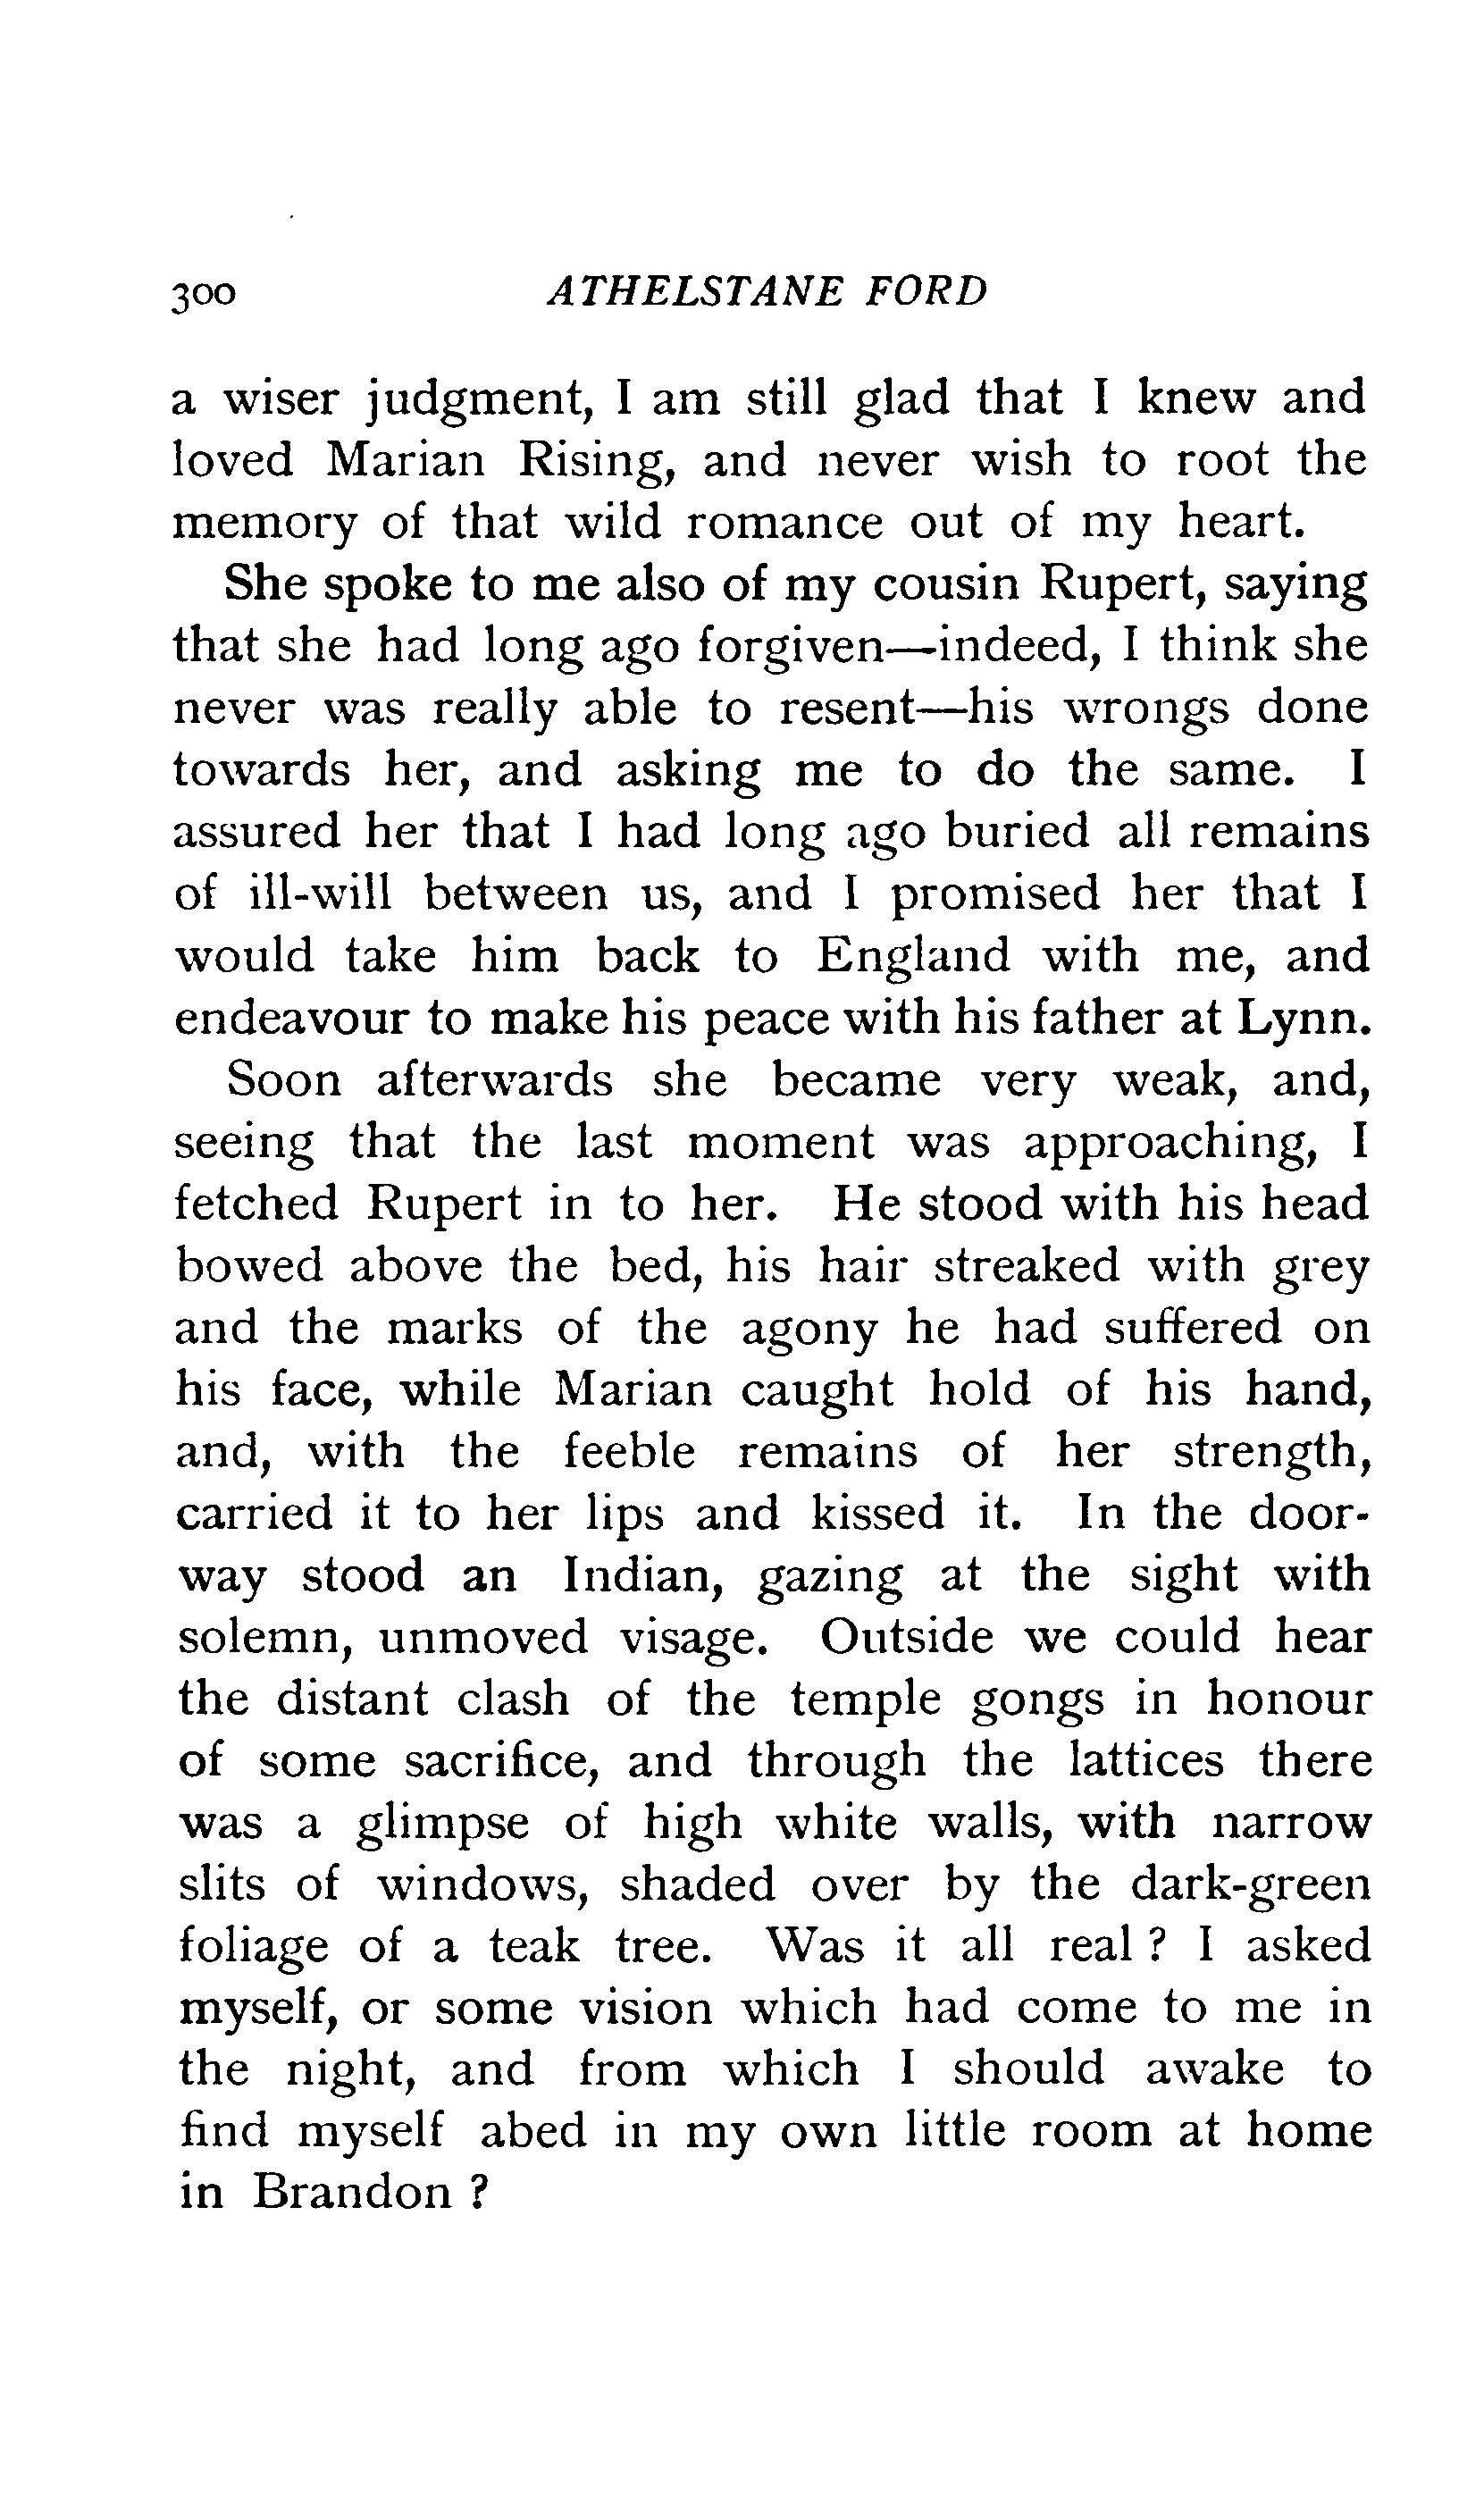 300 ATHELSTANE FORD
a wiser judgment, I am still glad that I knew and
loved Marian Rising, and never wish to root the
memory of that wild romance out of my heart.
She spoke to me also of my cousin Rupert, saying
that she had long ago forgiven—indeed, I think she
never was really able to resent—his wrongs done
towards her, and asking me to do the same. I
assured her that I had long ago buried all remains
of ill-will between us, and I promised her that I
would take him back to England with me, and
endeavour to make his peace with his father at Lynn.
Soon afterwards she became very weak, and,
seeing that the last moment was approaching, I
fetched Rupert in to her. He stood with his head
bowed above the bed, his hair streaked with grey
and the marks of the agony he had suffered on
his face, while Marian caught hold of his hand,
and, with the feeble remains of her strength,
carried it to her lips and kissed it. In the door-
way stood an Indian, gazing at the sight with
solemn, unmoved visage. Outside we could hear
the distant clash of the temple gongs in honour
of some sacrifice, and through the lattices there
was a glimpse of high white walls, with narrow
slits of windows, shaded over by the dark-green
foliage of a teak tree. Was it all real ? I asked
myself, or some vision which had come to me in
the night, and from which I should awake to
find myself abed in my own little room at home
in Brandon ?